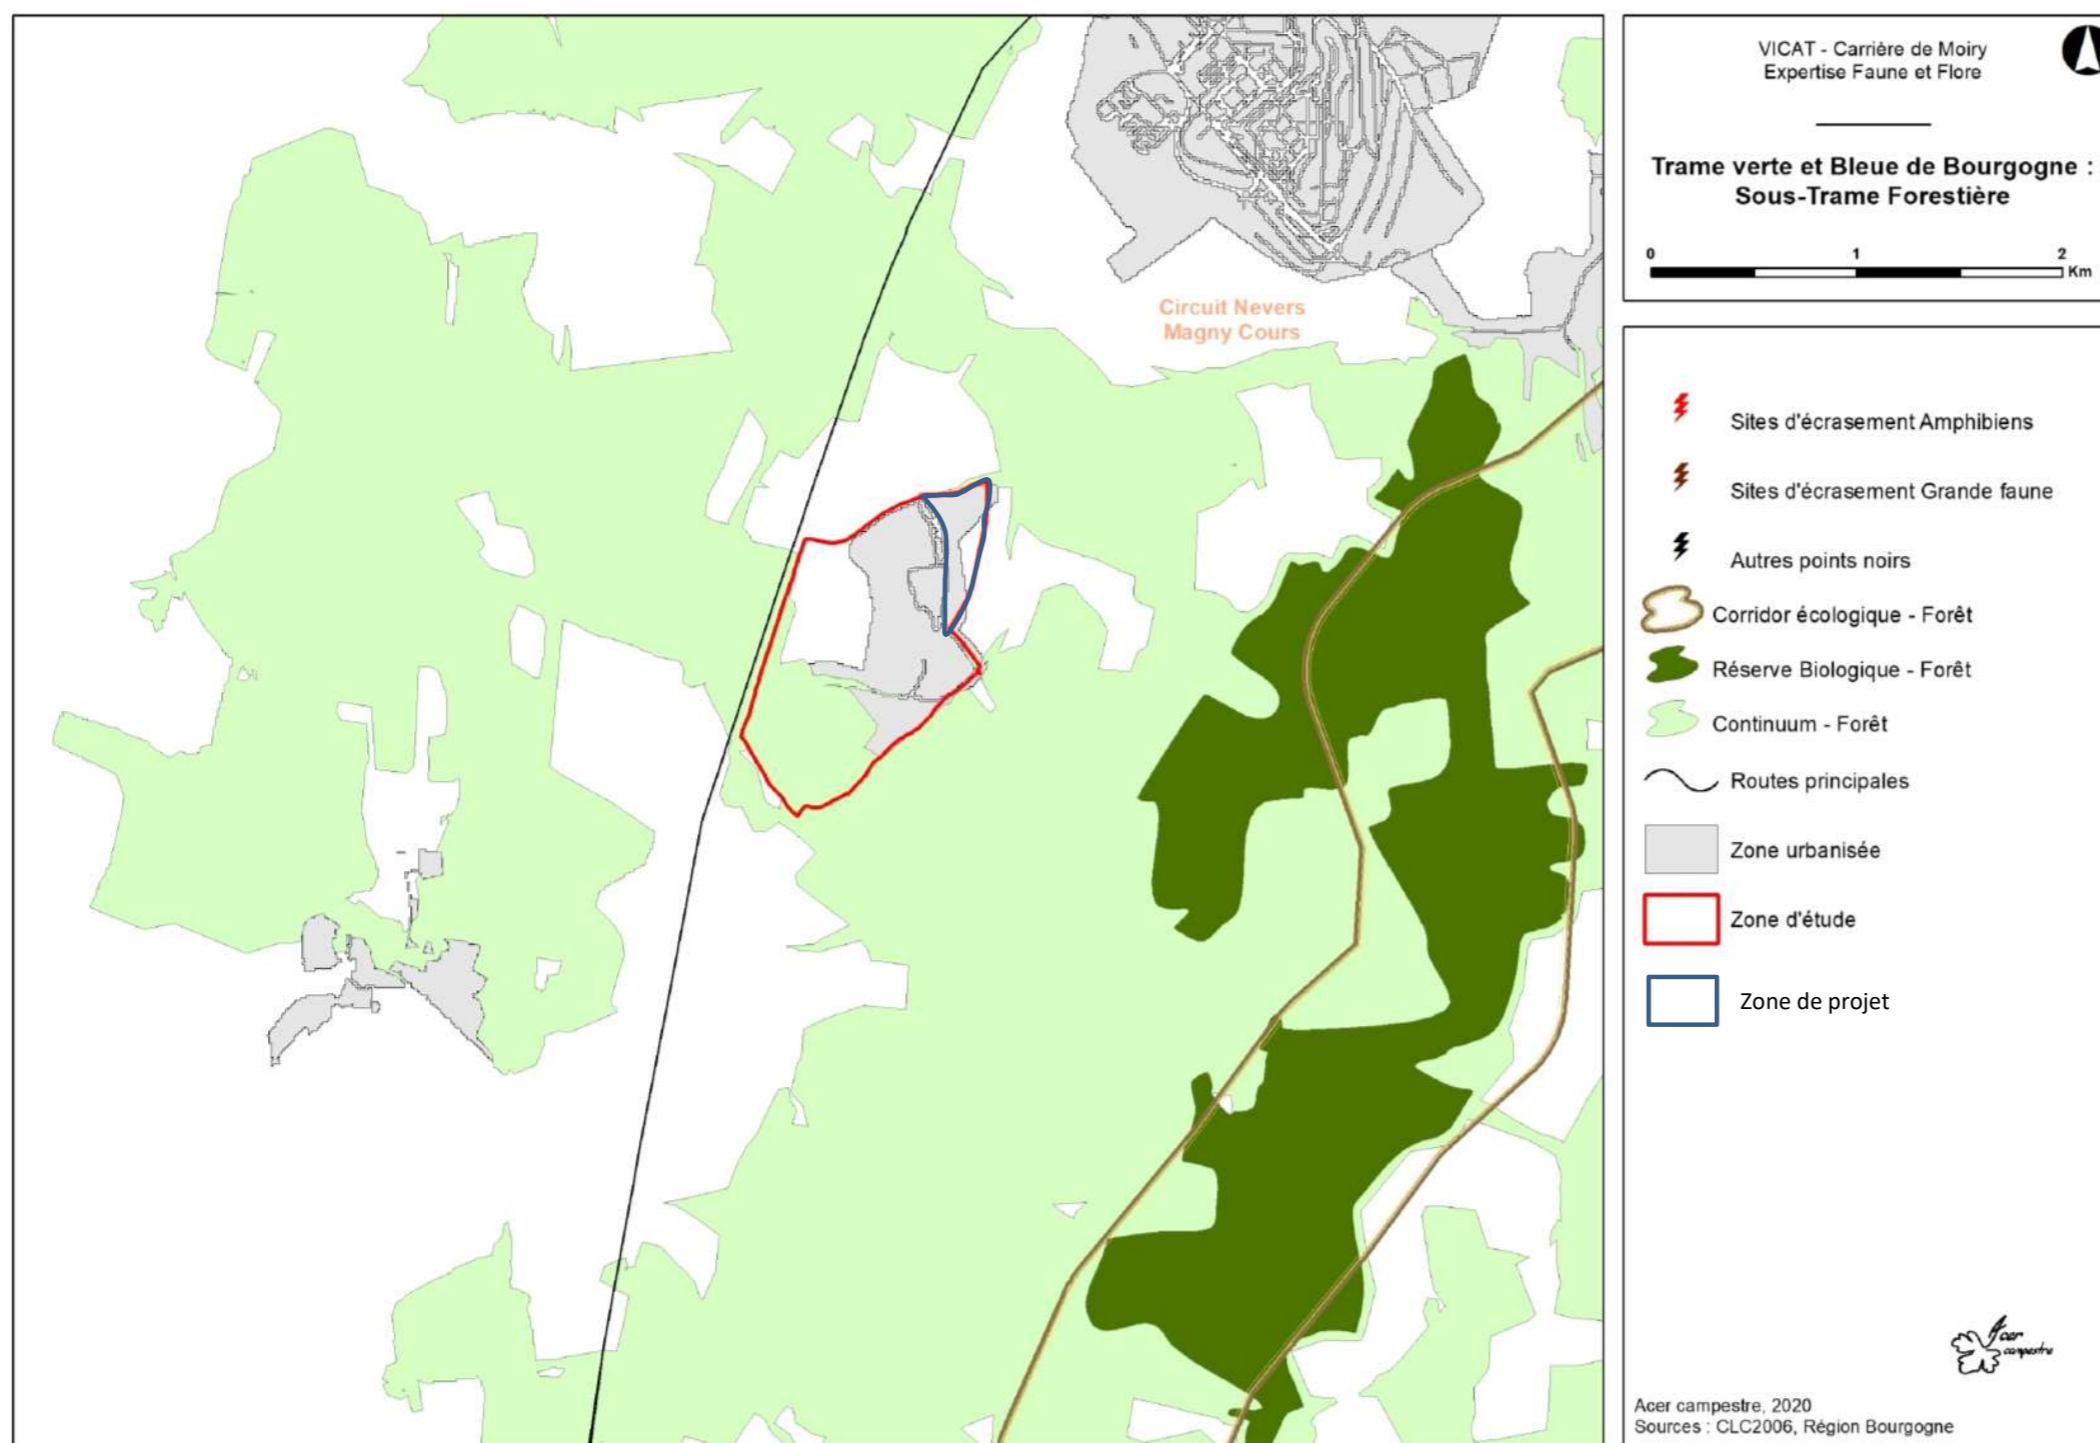 VICAT - Carrière de Moiry
Expertise Faune et Flore
Trame verte et Bleue de Bourgogne :
Sous-Trame Forestière
0 1 2
Km
Circuit Nevers
Magny Cours
Sites d'écrasement Amphibiens
Sites d'écrasement Grande faune
Autres points noirs
Corridor écologique - Forêt
Réserve Biologique - Forêt
Continuum - Forêt
Routes principales
Zone urbanisée
Zone d'étude
Zone de projet
Acer
campestre
Acer campestre, 2020
Sources : CLC2006, Région Bourgogne